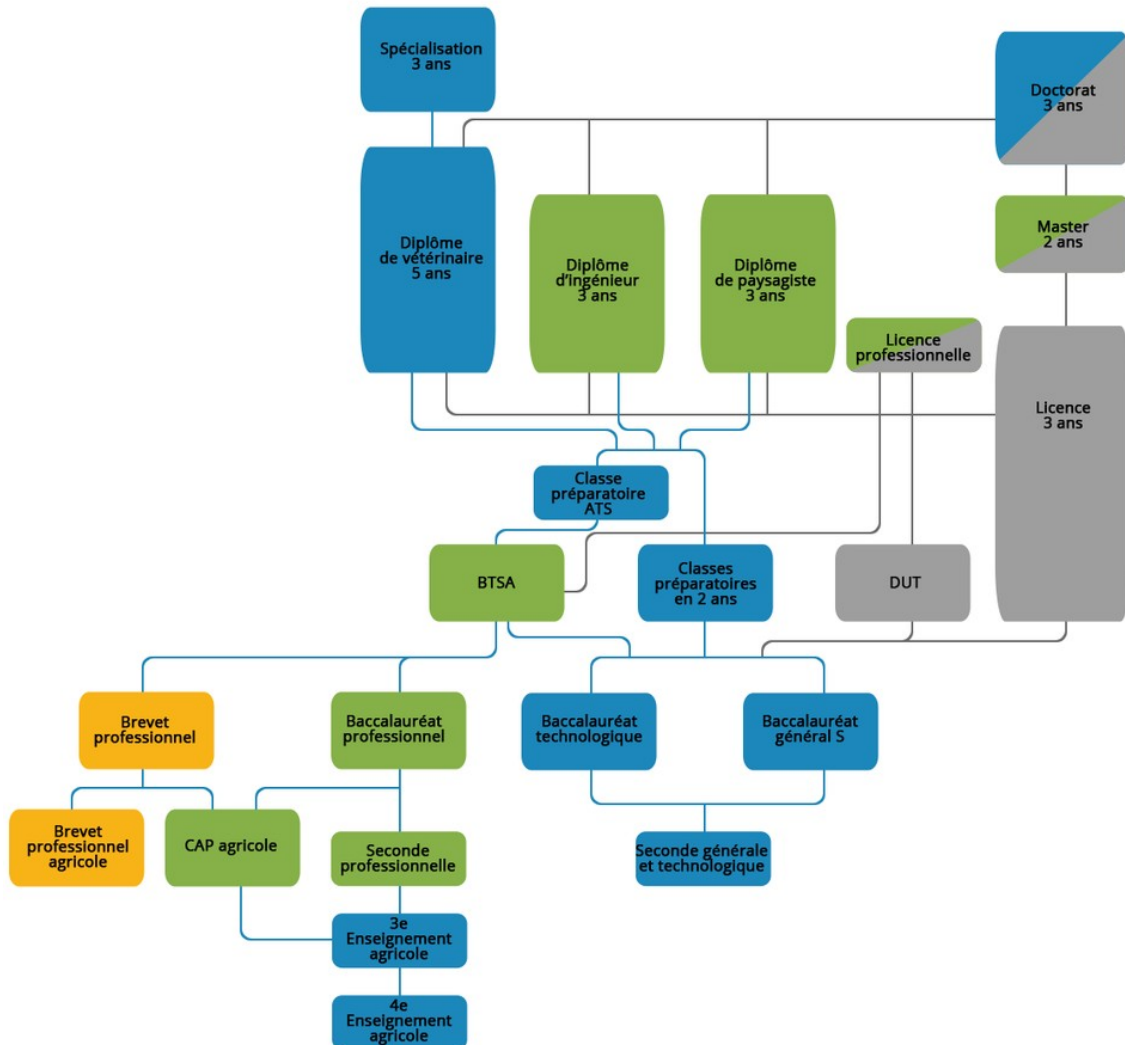 Spécialisation
3 ans
Doctorat
3 ans
Master
2 ans
Diplôme
de vétérinaire
5 ans
Diplôme
d'ingénieur
3 ans
Diplôme
de paysagiste
3 ans
Licence
professionnelle
Licence
3 ans
Classe
préparatoire
ATS
BTSA
Classes
préparatoires
en 2 ans
DUT
Brevet
professionnel
Baccalauréat
professionnel
Baccalauréat
technologique
Baccalauréat
général S
Brevet
professionnel
agricole
CAP agricole
Seconde
professionnelle
Seconde générale
et technologique
3e
Enseignement
agricole
4e
Enseignement
agricole